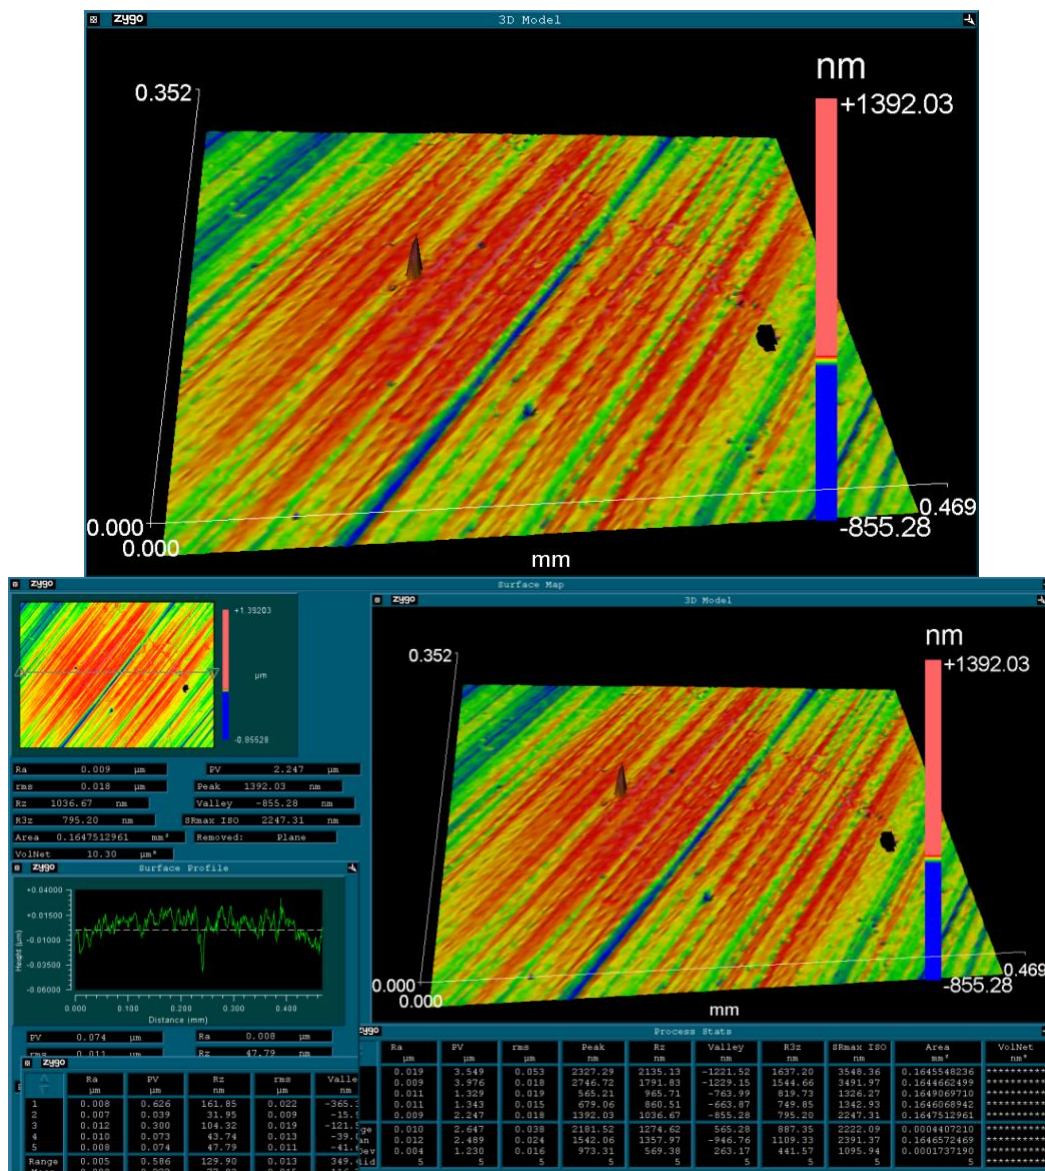 zygo 3D Model
nm
+1392.03
0.352
0.000
0.000
0.469
-855.28
mm
zygo Surface Map
+1.39203
μm
-0.85528
Ra 0.009 μm PV 2.247 μm
rms 0.018 μm Peak 1392.03 nm
Rz 1036.67 nm Valley -855.28 nm
R3z 795.20 nm SRmax ISO 2247.31 nm
Area 0.1647512961 mm² Removed: Plane
VolNet 10.30 μm³
zygo 3D Model
nm
+1392.03
0.352
0.000
0.000
0.469
-855.28
mm
zygo Surface Profile
+0.04000
+0.01500
-0.01000
-0.03500
-0.06000
Height (μm)
0.000 0.100 0.200 0.300 0.400
Distance (mm)
PV 0.074 μm Ra 0.008 μm
rms 0.011 μm Rz 47.79 nm
zygo
Ra PV Rz rms
μm μm nm μm
1 0.008 0.626 161.85 0.022
2 0.007 0.039 31.95 0.009
3 0.012 0.300 104.32 0.019
4 0.010 0.073 43.74 0.013
5 0.008 0.074 47.79 0.011
Range 0.005 0.586 129.90 0.013
zygo Process Stats
Ra PV rms Peak Rz Valley R3z SRmax ISO Area VolNet
μm μm μm nm nm nm nm nm mm² nm³
0.019 3.549 0.053 2327.29 2135.13 -1221.52 1637.20 3548.36 0.1645548236
0.009 3.976 0.018 2746.72 1791.83 -1229.15 1544.66 3491.97 0.1644662499
0.011 1.329 0.019 565.21 965.71 -763.99 819.73 1326.27 0.1649069710
0.011 1.343 0.015 679.06 860.51 -663.87 749.85 1342.93 0.1646068942
0.009 2.247 0.018 1392.03 1036.67 -855.28 795.20 2247.31 0.1647512961
0.010 2.647 0.038 2181.52 1274.62 565.28 887.35 2222.09 0.0004407210
0.012 2.489 0.024 1542.06 1357.97 -946.76 1109.33 2391.37 0.1646572469
0.004 1.230 0.016 973.31 569.38 263.17 441.57 1095.94 0.0001737190
5 5 5 5 5 5 5 5 5 5